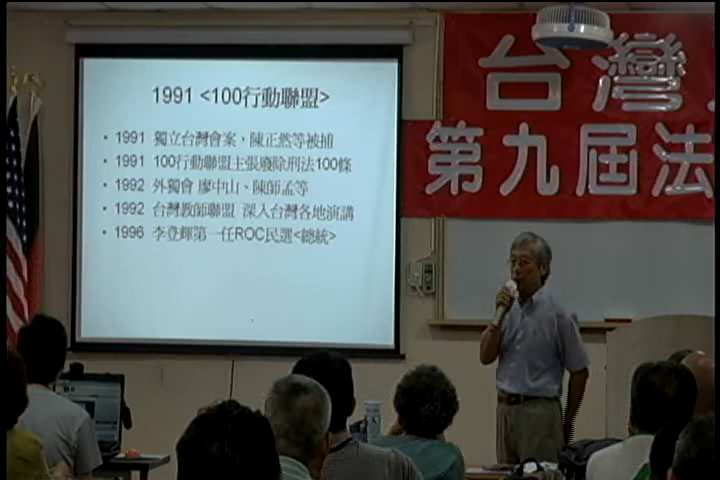 1991 <100行動聯盟>
• 1991 獨立台灣會案，陳正然等被捕
• 1991 100行動聯盟主張廢除刑法100條
• 1992 外獨會 廖中山、陳師孟等
• 1992 台灣教師聯盟 深入台灣各地演講
• 1996 李登輝第一任ROC民選<總統>
台灣
第九屆法